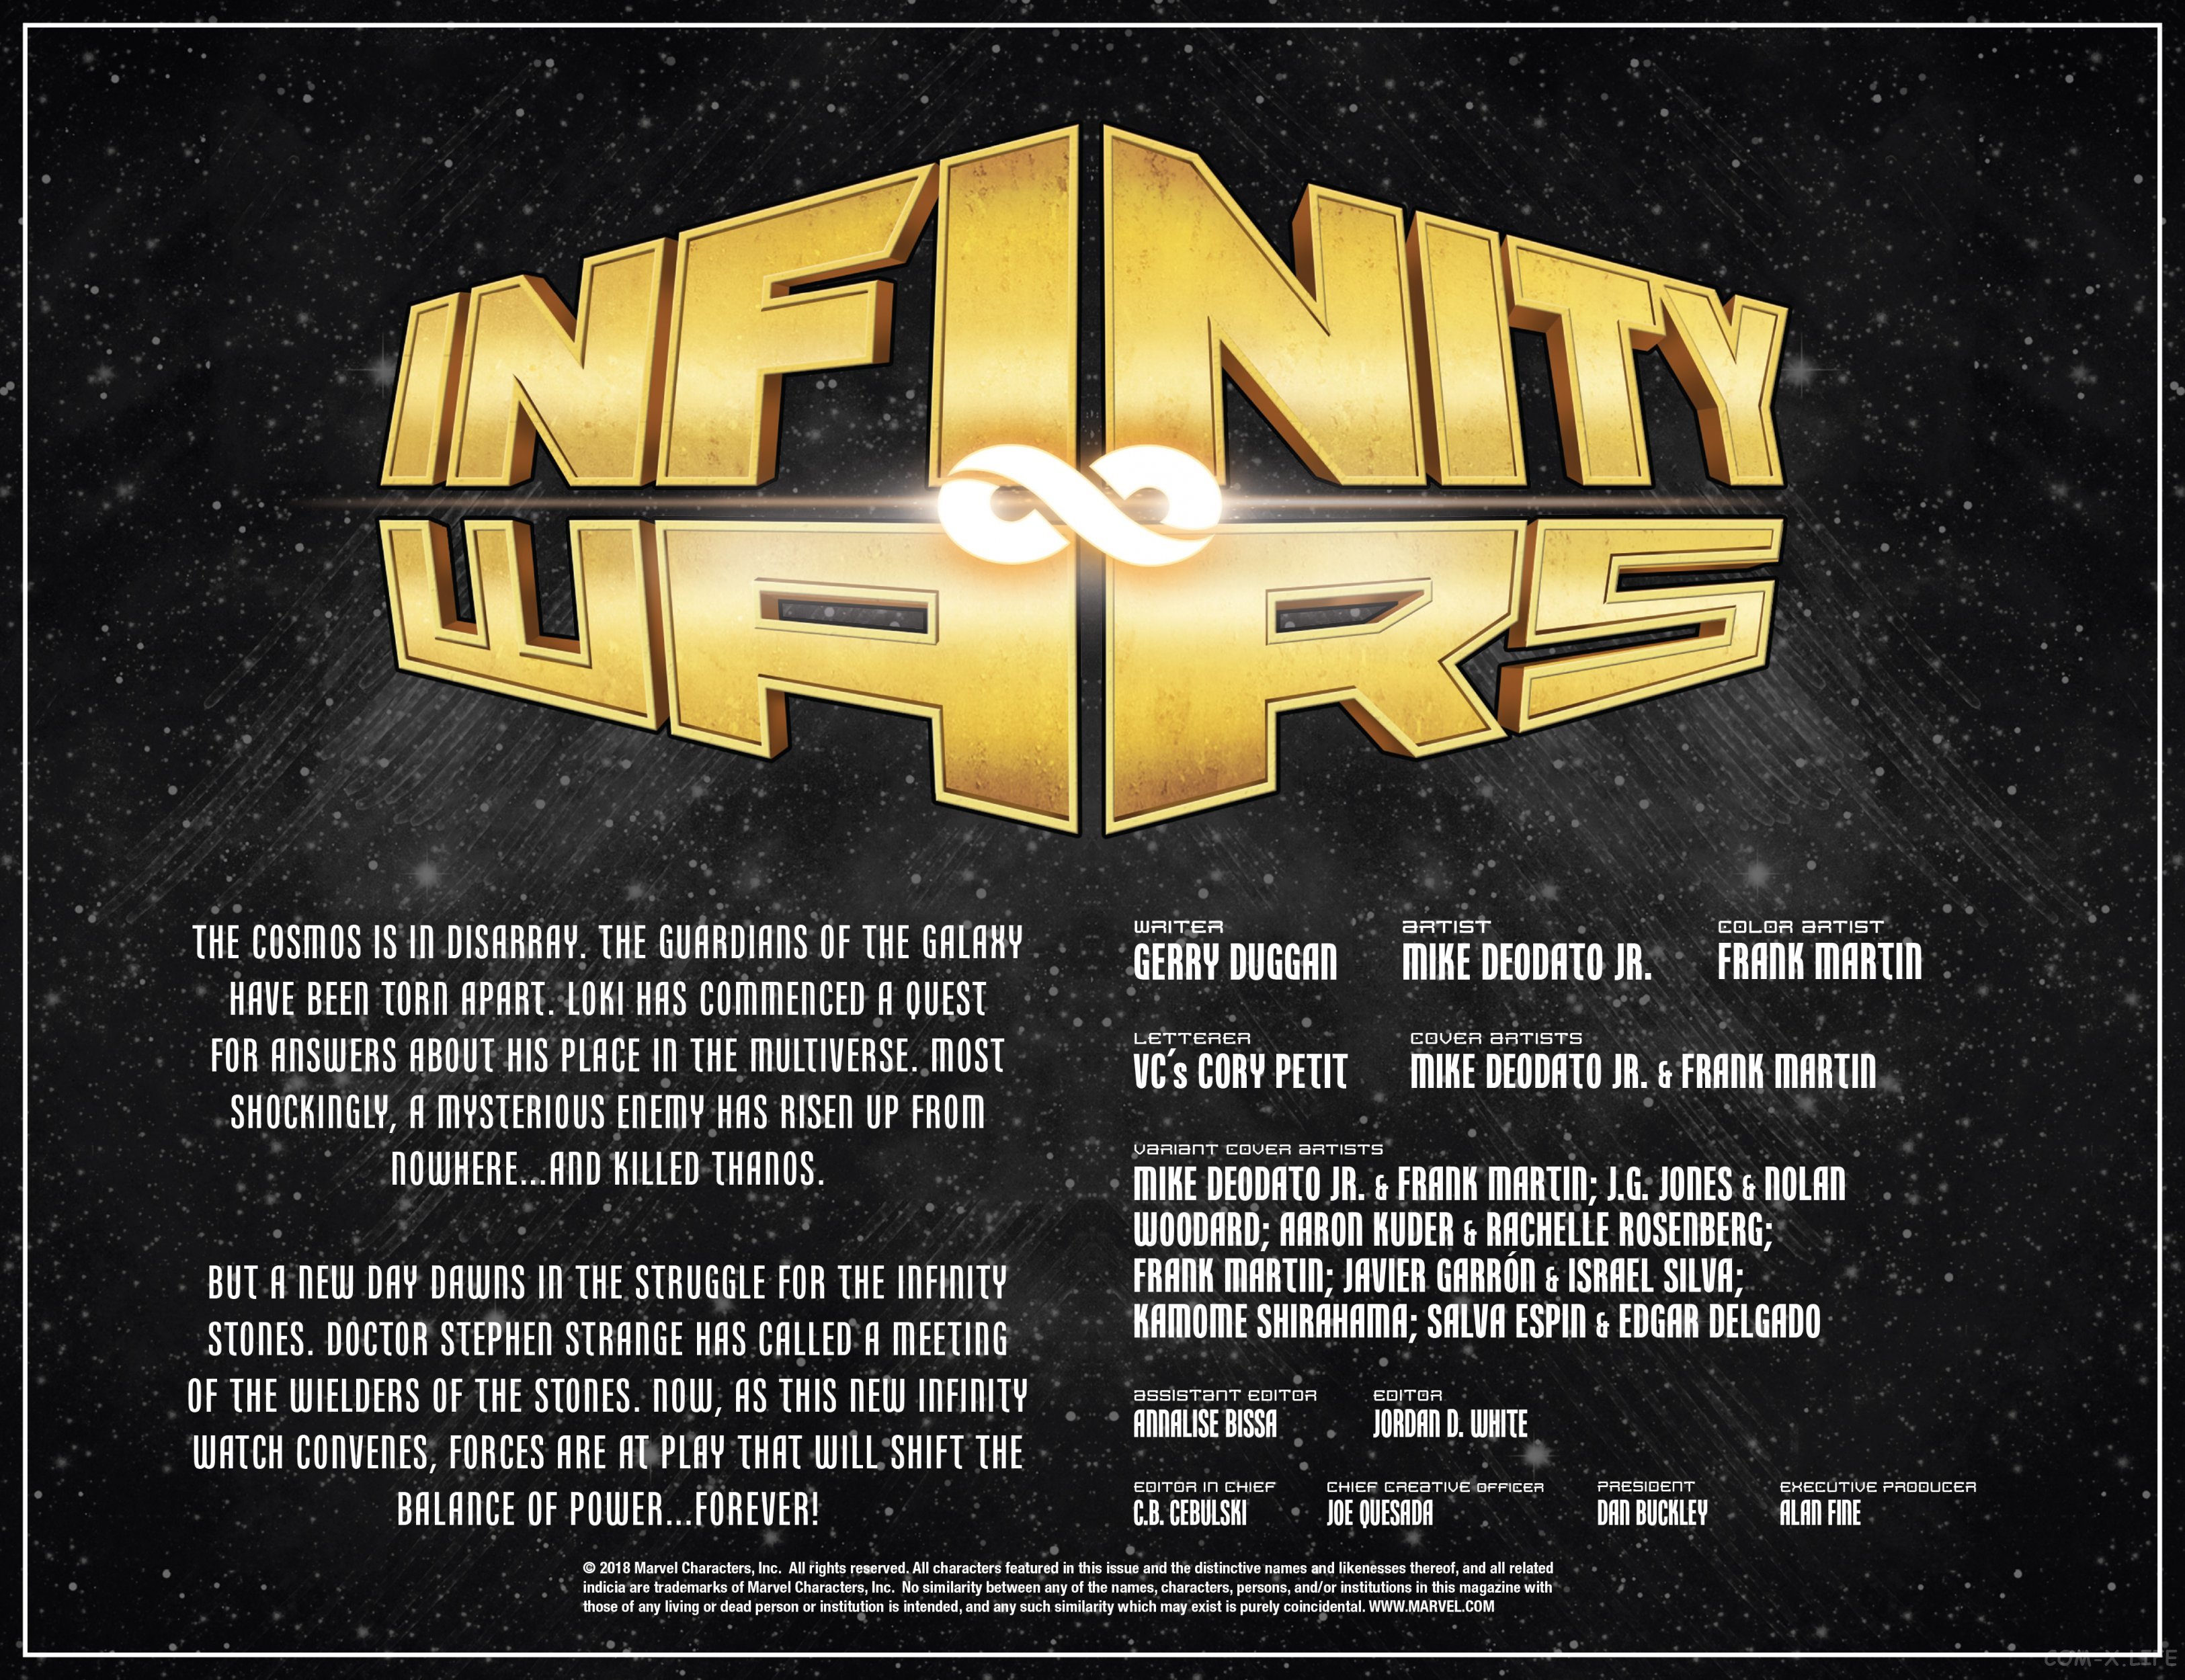 INFINITY
WARS
THE COSMOS IS IN DISARRAY. THE GUARDIANS OF THE GALAXY
HAVE BEEN TORN APART. LOKI HAS COMMENCED A QUEST
FOR ANSWERS ABOUT HIS PLACE IN THE MULTIVERSE. MOST
SHOCKINGLY, A MYSTERIOUS ENEMY HAS RISEN UP FROM
NOWHERE...AND KILLED THANOS.
BUT A NEW DAY DAWNS IN THE STRUGGLE FOR THE INFINITY
STONES. DOCTOR STEPHEN STRANGE HAS CALLED A MEETING
OF THE WIELDERS OF THE STONES. NOW, AS THIS NEW INFINITY
WATCH CONVENES, FORCES ARE AT PLAY THAT WILL SHIFT THE
BALANCE OF POWER...FOREVER!
WRITER
GERRY DUGGAN
ARTIST
MIKE DEODATO JR.
COLOR ARTIST
FRANK MARTIN
LETTERER
VC's CORY PETIT
COVER ARTISTS
MIKE DEODATO JR. & FRANK MARTIN
VARIANT COVER ARTISTS
MIKE DEODATO JR. & FRANK MARTIN; J.G. JONES & NOLAN
WOODARD; AARON KUDER & RACHELLE ROSENBERG;
FRANK MARTIN; JAVIER GARRÓN & ISRAEL SILVA;
KAMOME SHIRAHAMA; SALVA ESPIN & EDGAR DELGADO
ASSISTANT EDITOR
ANNALISE BISSA
EDITOR
JORDAN D. WHITE
EDITOR IN CHIEF
C.B. CEBULSKI
CHIEF CREATIVE OFFICER
JOE QUESADA
PRESIDENT
DAN BUCKLEY
EXECUTIVE PRODUCER
ALAN FINE
© 2018 Marvel Characters, Inc. All rights reserved. All characters featured in this issue and the distinctive names and likenesses thereof, and all related
indicia are trademarks of Marvel Characters, Inc. No similarity between any of the names, characters, persons, and/or institutions in this magazine with
those of any living or dead person or institution is intended, and any such similarity which may exist is purely coincidental. WWW.MARVEL.COM
COM-X.LIFE